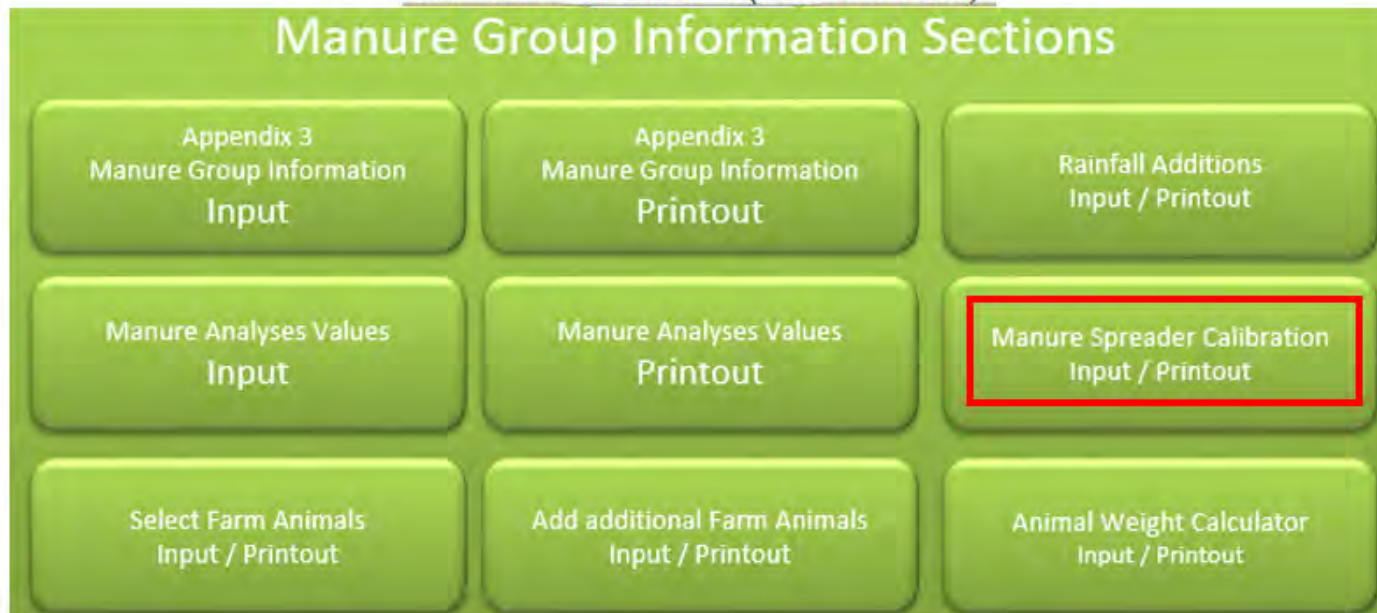 Manure Group Information Sections
Appendix 3
Manure Group Information
Input
Appendix 3
Manure Group Information
Printout
Rainfall Additions
Input / Printout
Manure Analyses Values
Input
Manure Analyses Values
Printout
Manure Spreader Calibration
Input / Printout
Select Farm Animals
Input / Printout
Add additional Farm Animals
Input / Printout
Animal Weight Calculator
Input / Printout